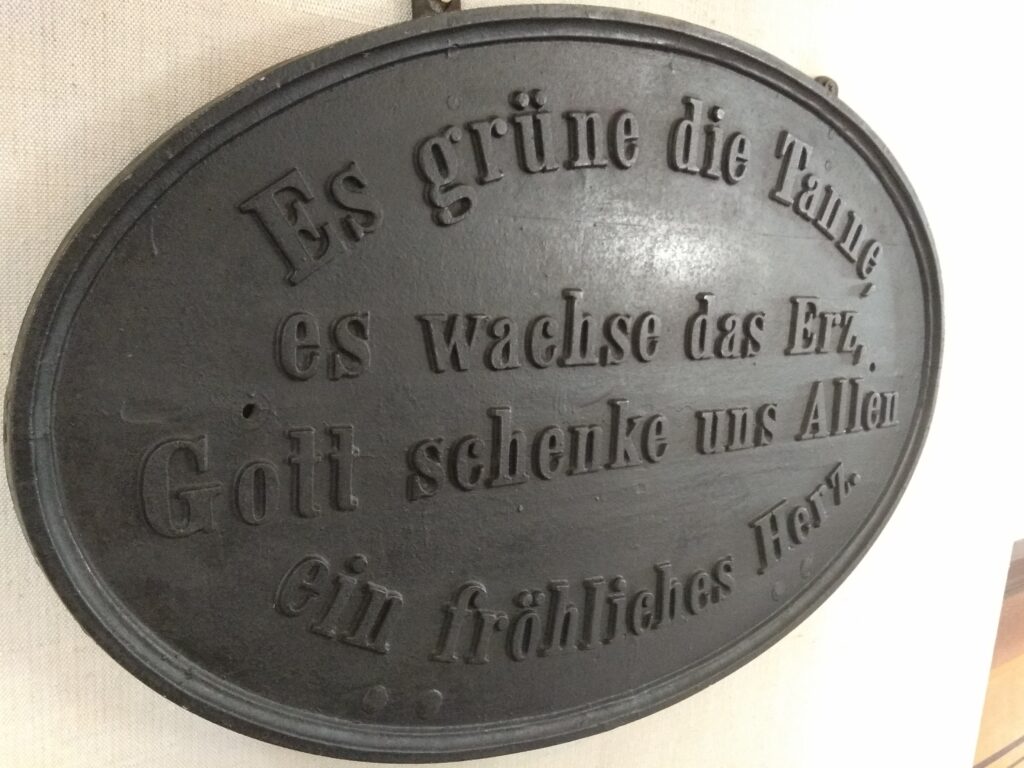 Es grüne die Tanne,
es wachse das Erz,
Gott schenke uns Allen
ein fröhliches Herz.